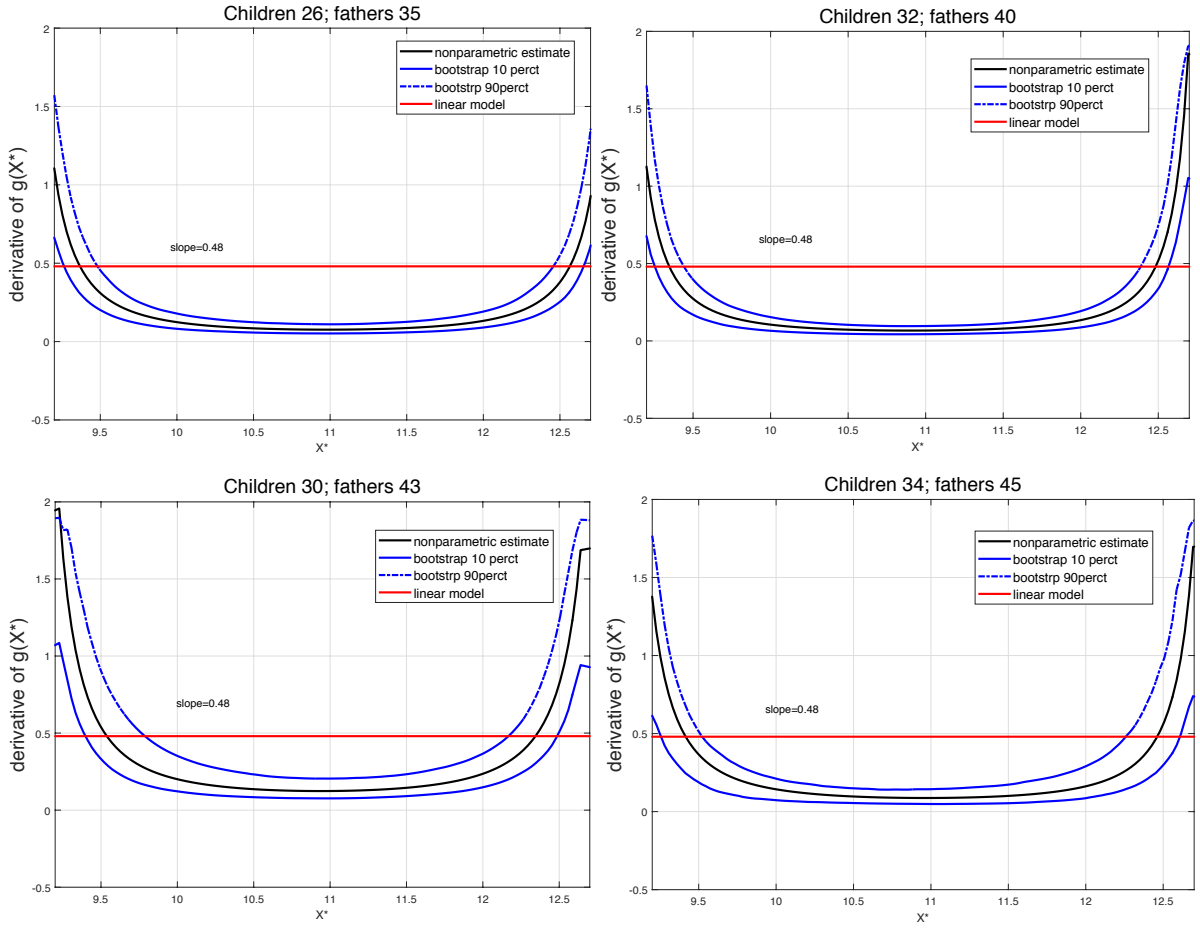 Children 26; fathers 35
2
1.5
1
0.5
0
-0.5
derivative of g(X*)
nonparametric estimate
bootstrap 10 perct
bootstrp 90perct
linear model
slope=0.48
9.5
10
10.5
11
11.5
12
12.5
X*
Children 32; fathers 40
2
1.5
1
0.5
0
-0.5
derivative of g(X*)
nonparametric estimate
bootstrap 10 perct
bootstrp 90perct
linear model
slope=0.48
9.5
10
10.5
11
11.5
12
12.5
X*
Children 30; fathers 43
2
1.5
1
0.5
0
-0.5
derivative of g(X*)
nonparametric estimate
bootstrap 10 perct
bootstrp 90perct
linear model
slope=0.48
9.5
10
10.5
11
11.5
12
12.5
X*
Children 34; fathers 45
2
1.5
1
0.5
0
-0.5
derivative of g(X*)
nonparametric estimate
bootstrap 10 perct
bootstrp 90perct
linear model
slope=0.48
9.5
10
10.5
11
11.5
12
12.5
X*